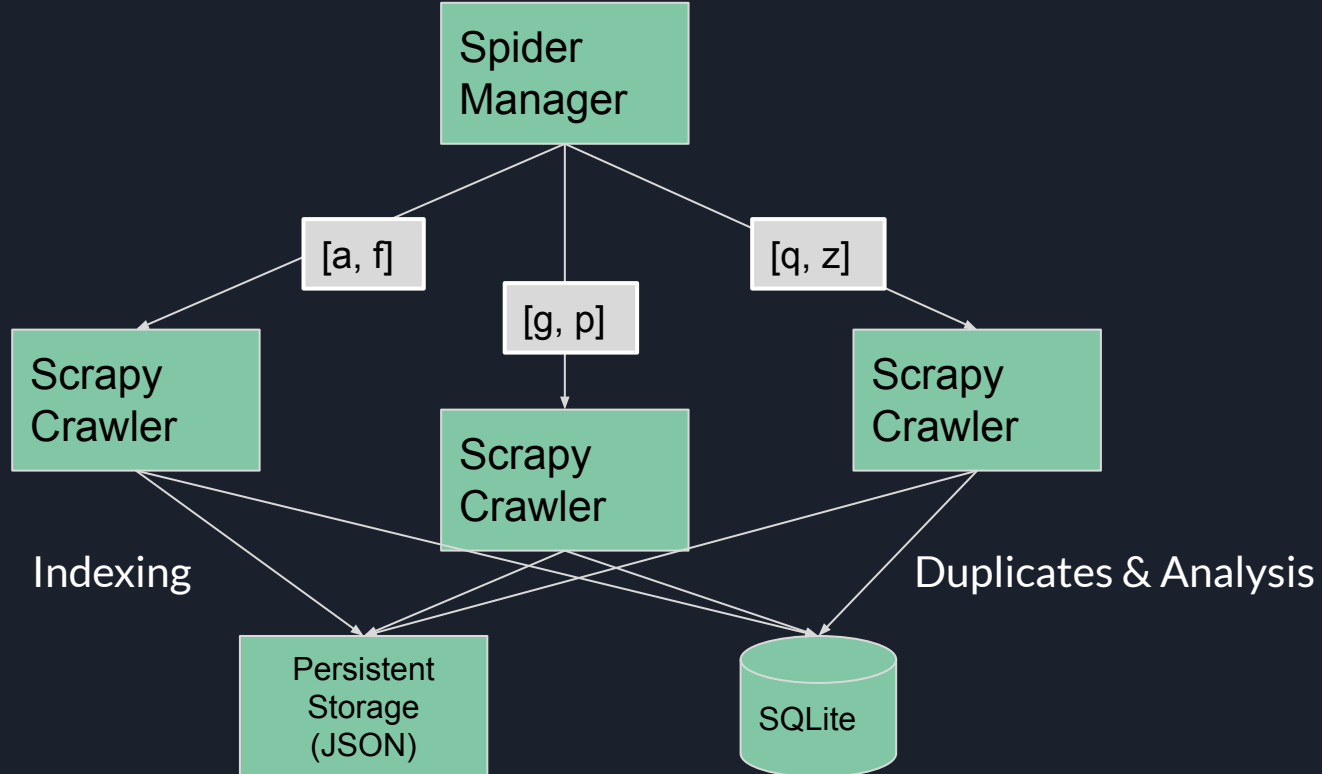 Spider
Manager
[a, f]
[q, z]
[g, p]
Scrapy
Crawler
Scrapy
Crawler
Scrapy
Crawler
Indexing
Duplicates & Analysis
Persistent
Storage
(JSON)
SQLite